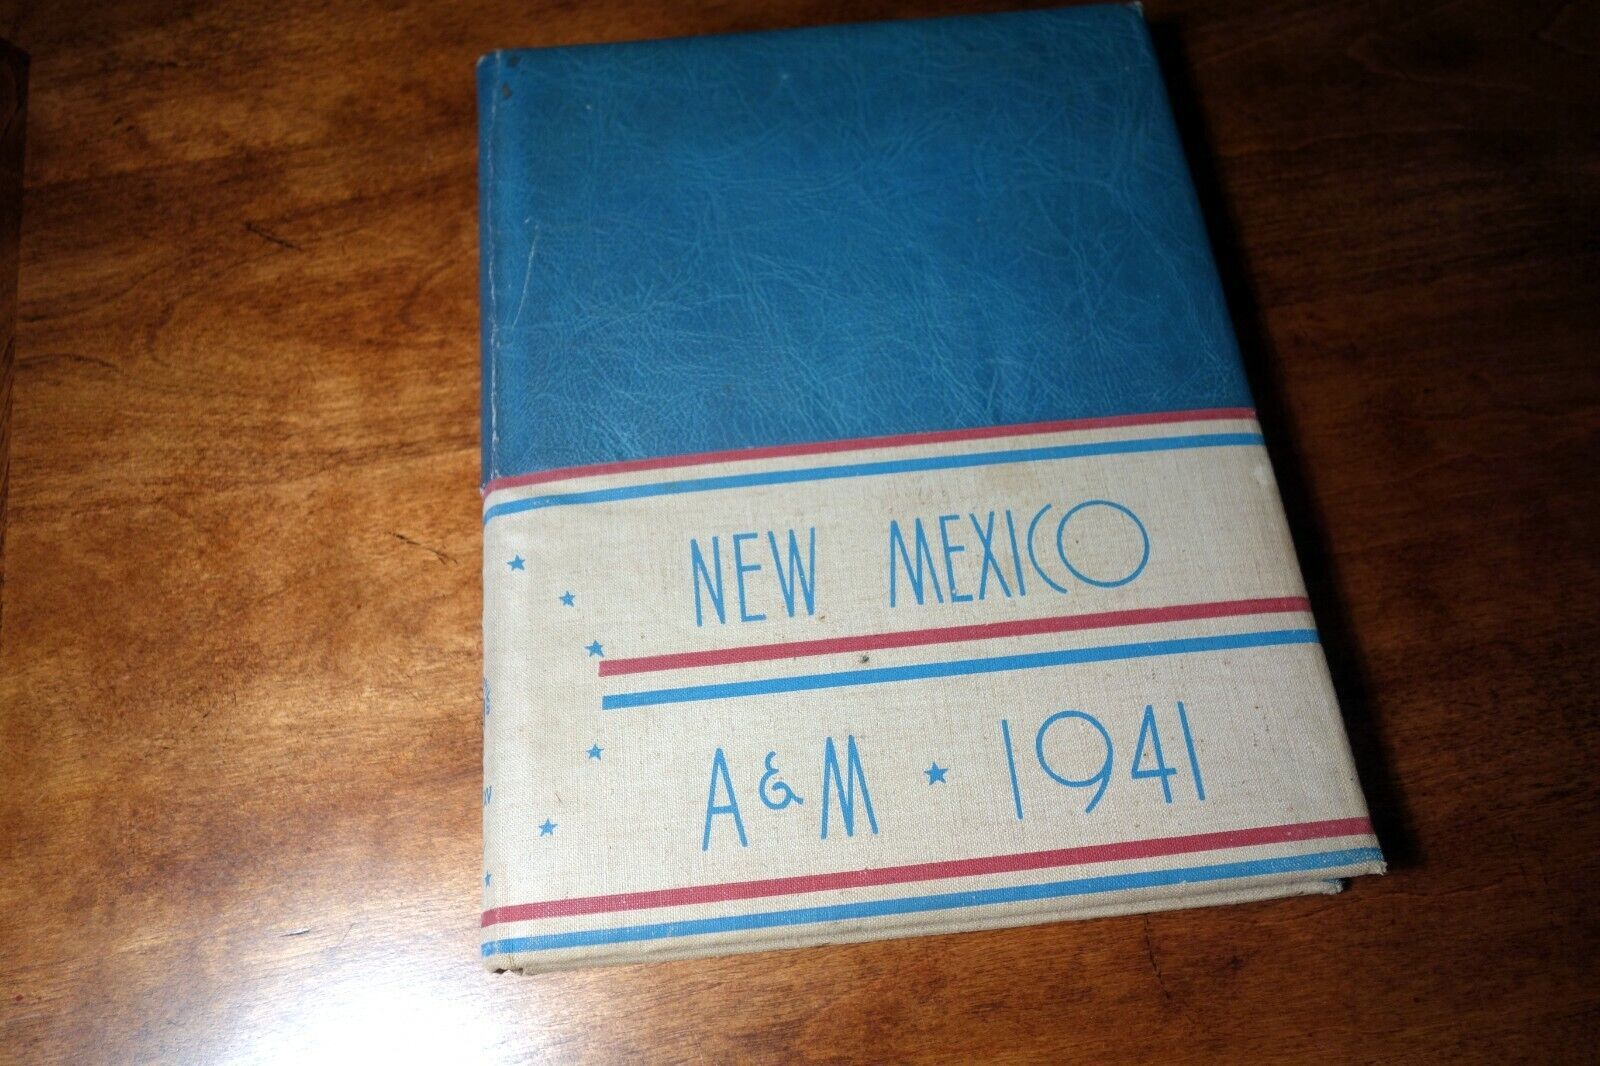 NEW MEXICO
A & M ★ 1941